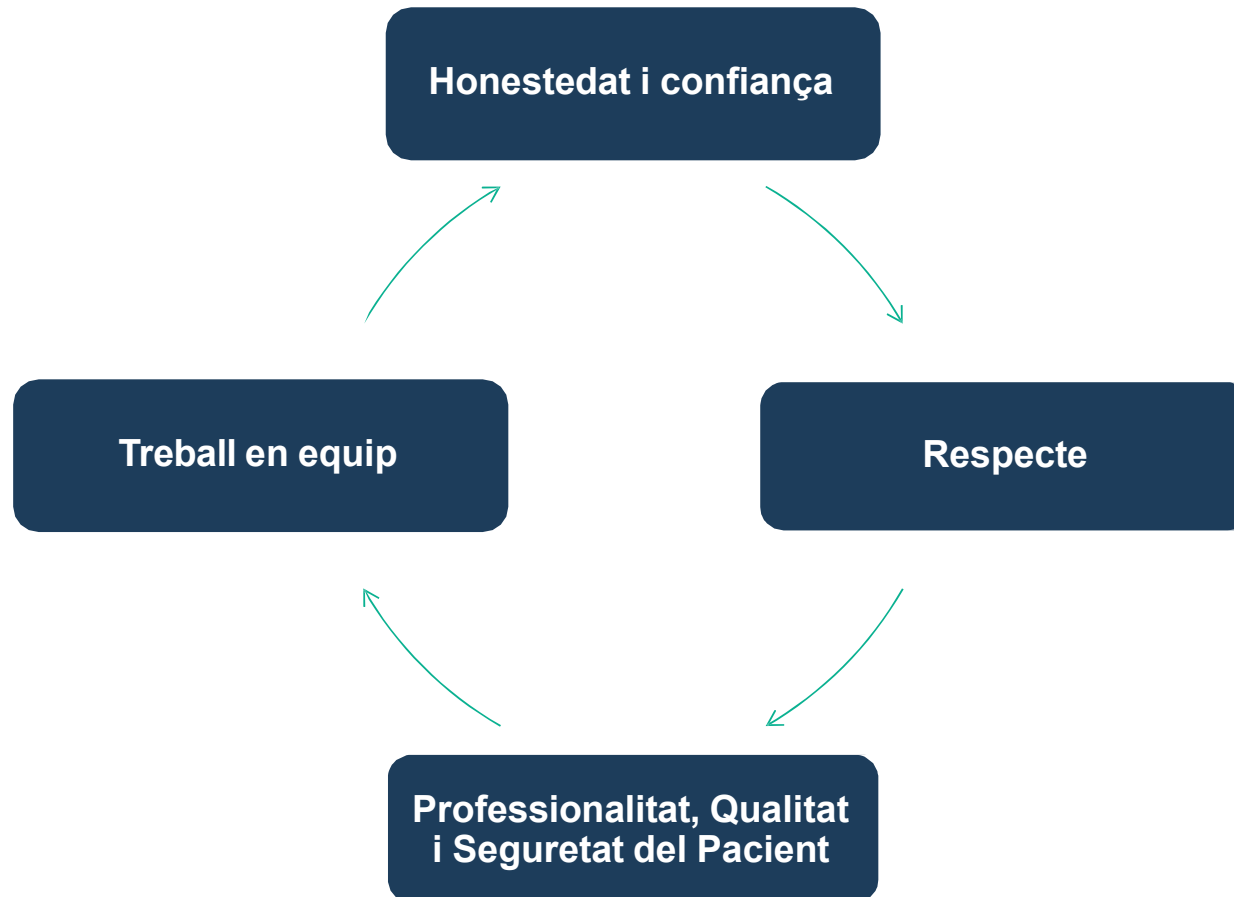 Honestedat i confiança
Treball en equip
Respecte
Professionalitat, Qualitat
i Seguretat del Pacient